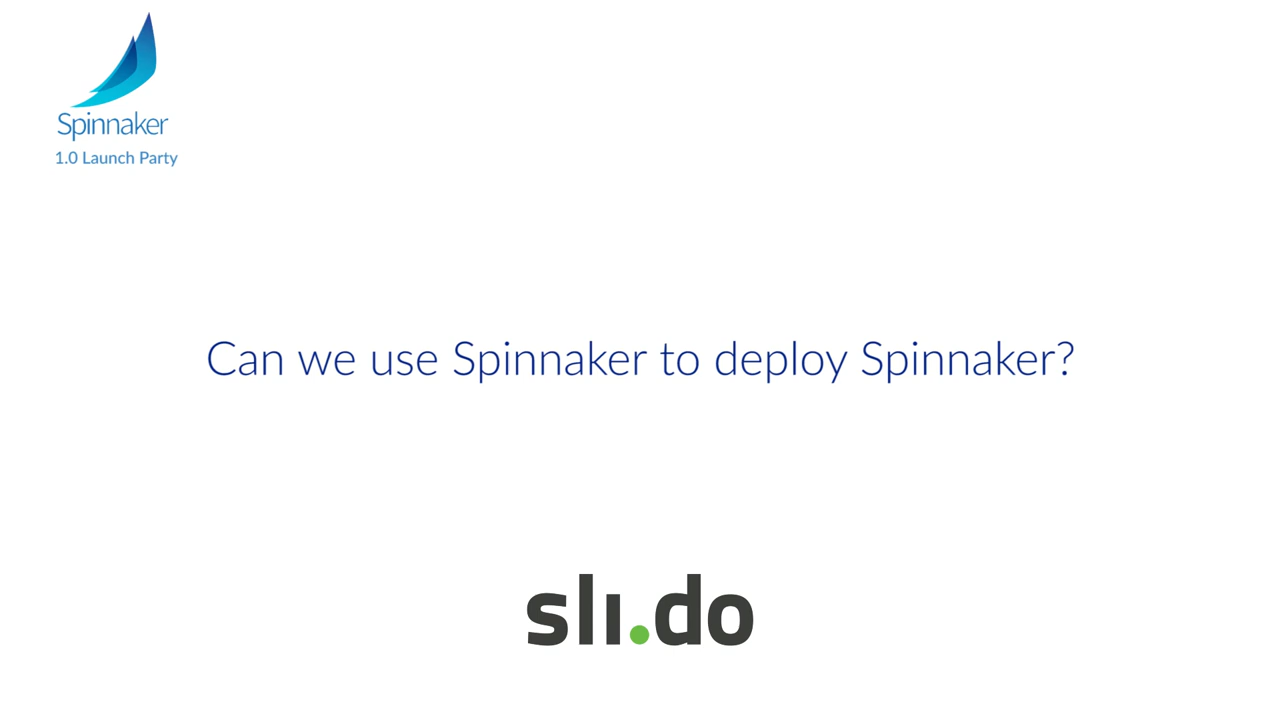 Spinnaker
1.0 Launch Party
Can we use Spinnaker to deploy Spinnaker?
sli.do